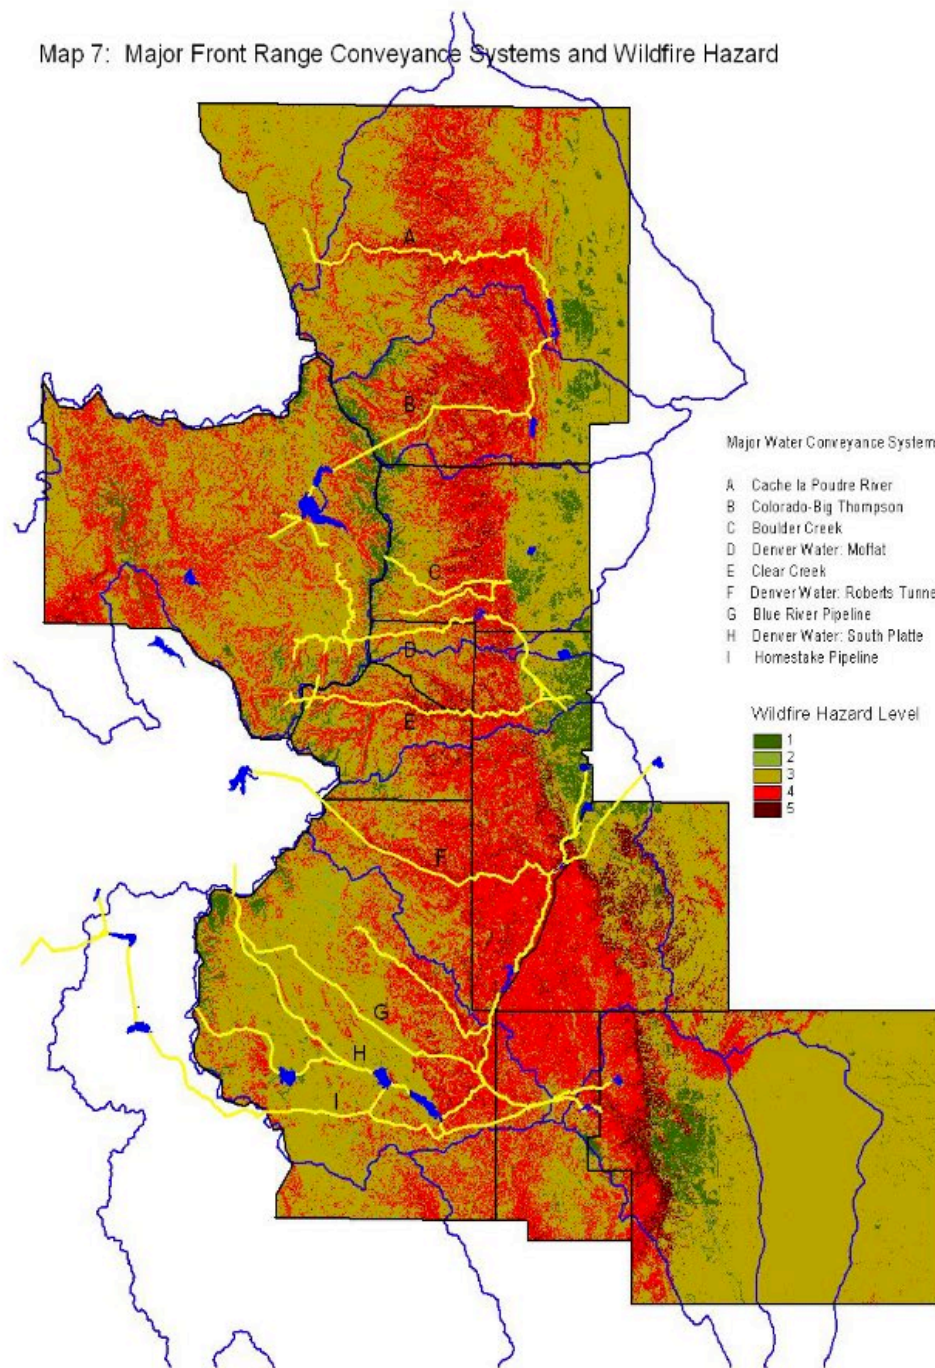 Map 7: Major Front Range Conveyance Systems and Wildfire Hazard
A
B
C
D
E
F
G
H
I
Major Water Conveyance System
A Cache la Poudre River
B Colorado-Big Thompson
C Boulder Creek
D Denver Water: Moffat
E Clear Creek
F Denver Water: Roberts Tunne
G Blue River Pipeline
H Denver Water: South Platte
I Homestake Pipeline
Wildfire Hazard Level
1
2
3
4
5